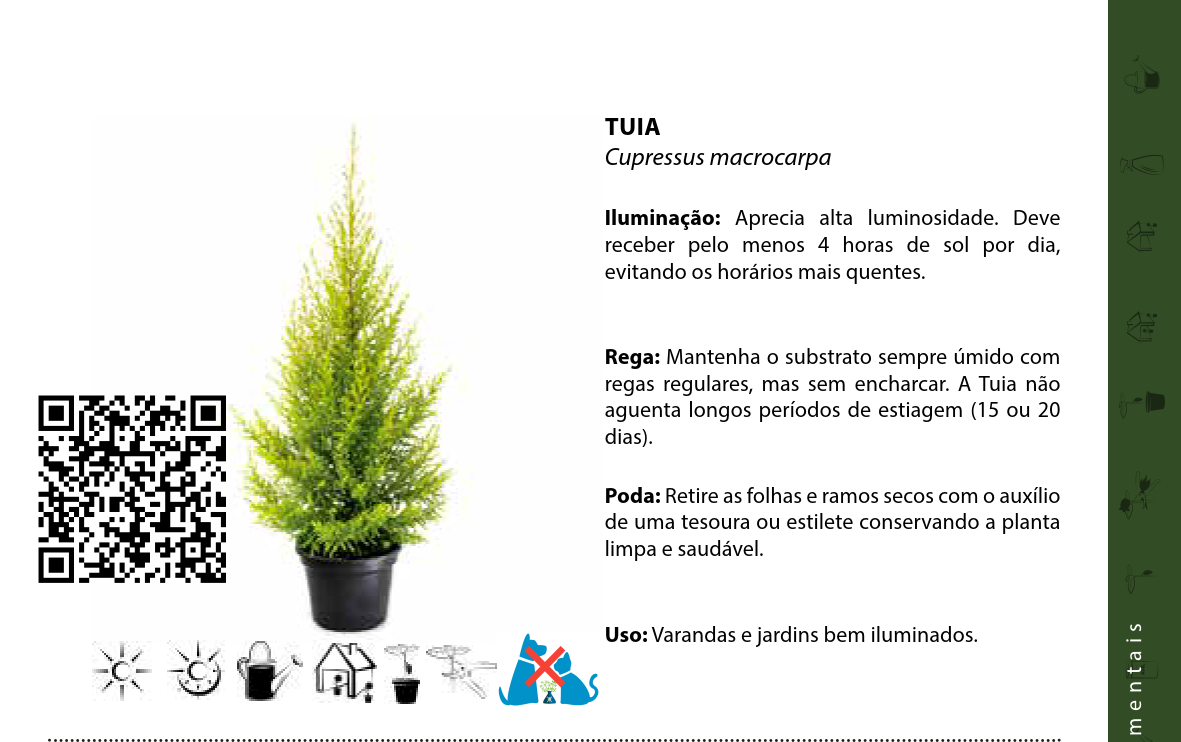 TUIA
Cupressus macrocarpa
Iluminação: Aprecia alta luminosidade. Deve
receber pelo menos 4 horas de sol por dia,
evitando os horários mais quentes.
Rega: Mantenha o substrato sempre úmido com
regas regulares, mas sem encharcar. A Tuia não
aguenta longos períodos de estiagem (15 ou 20
dias).
Poda: Retire as folhas e ramos secos com o auxílio
de uma tesoura ou estilete conservando a planta
limpa e saudável.
Uso: Varandas e jardins bem iluminados.
mentais